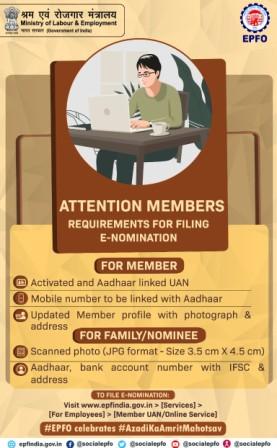 श्रम एवं रोजगार मंत्रालय
Ministry of Labour & Employment
भारत सरकार (Government of India)
EPFO
ATTENTION MEMBERS
REQUIREMENTS FOR FILING
E-NOMINATION
FOR MEMBER
Activated and Aadhaar linked UAN
Mobile number to be linked with Aadhaar
Updated Member profile with photograph &
address
FOR FAMILY/NOMINEE
Scanned photo (JPG format - Size 3.5 cm X 4.5 cm)
Aadhaar, bank account number with IFSC &
address
TO FILE E-NOMINATION:
Visit www.epfindia.gov.in > [Services] >
[For Employees] > [Member UAN/Online Service]
#EPFO celebrates #AzadiKaAmritMahotsav
epfindia.gov.in @socialepfo @socialepfo @socialepfo